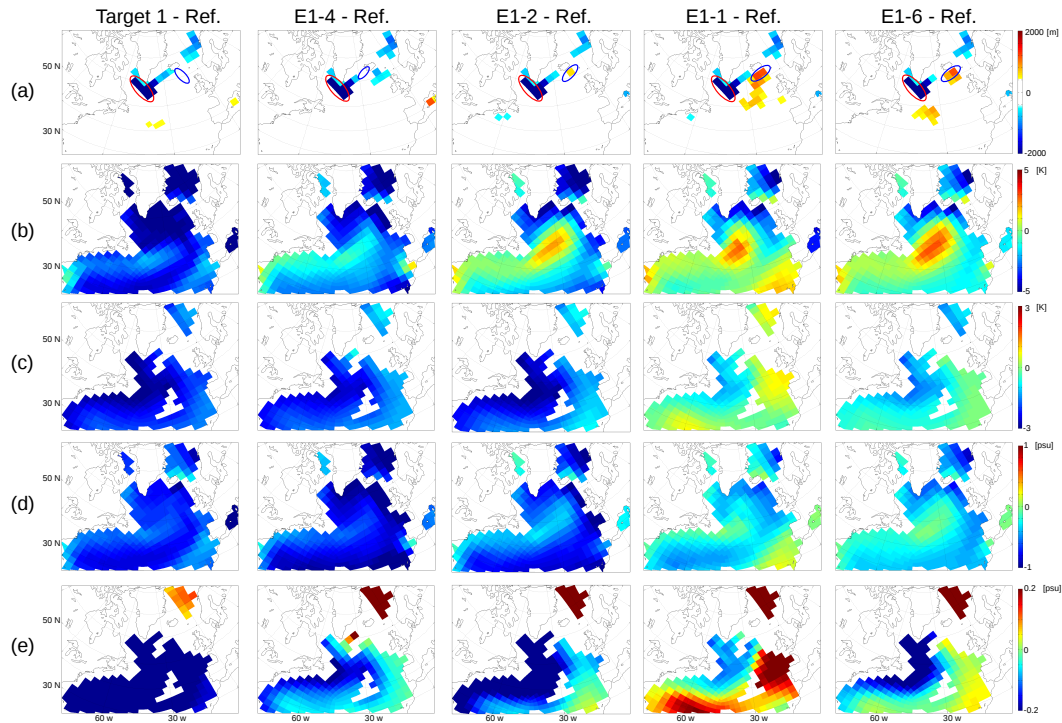 Target 1 - Ref. E1-4 - Ref. E1-2 - Ref. E1-1 - Ref. E1-6 - Ref.
2000 [m]
50 N
(a)
0
30 N
-2000
5 [K]
50 N
(b)
0
30 N
-5
3 [K]
50 N
(c)
0
30 N
-3
1 [psu]
50 N
(d)
0
30 N
-1
0.2 [psu]
50 N
(e)
0
30 N
-0.2
60 w 30 w 60 w 30 w 60 w 30 w 60 w 30 w 60 w 30 w